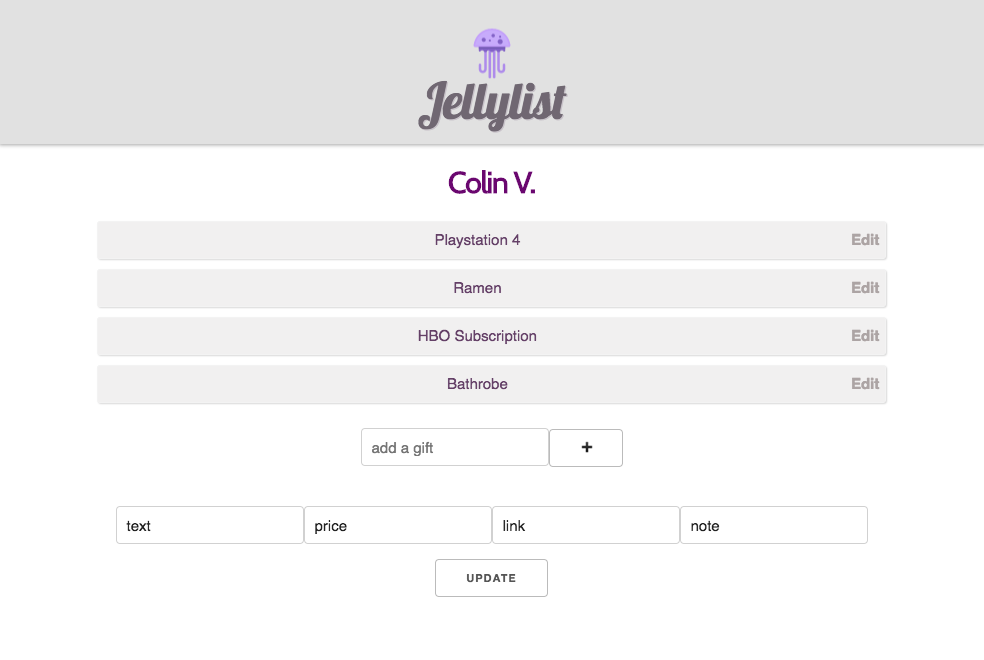 Jellylist
Colin V.
Playstation 4 Edit
Ramen Edit
HBO Subscription Edit
Bathrobe Edit
add a gift +
text price link note
UPDATE